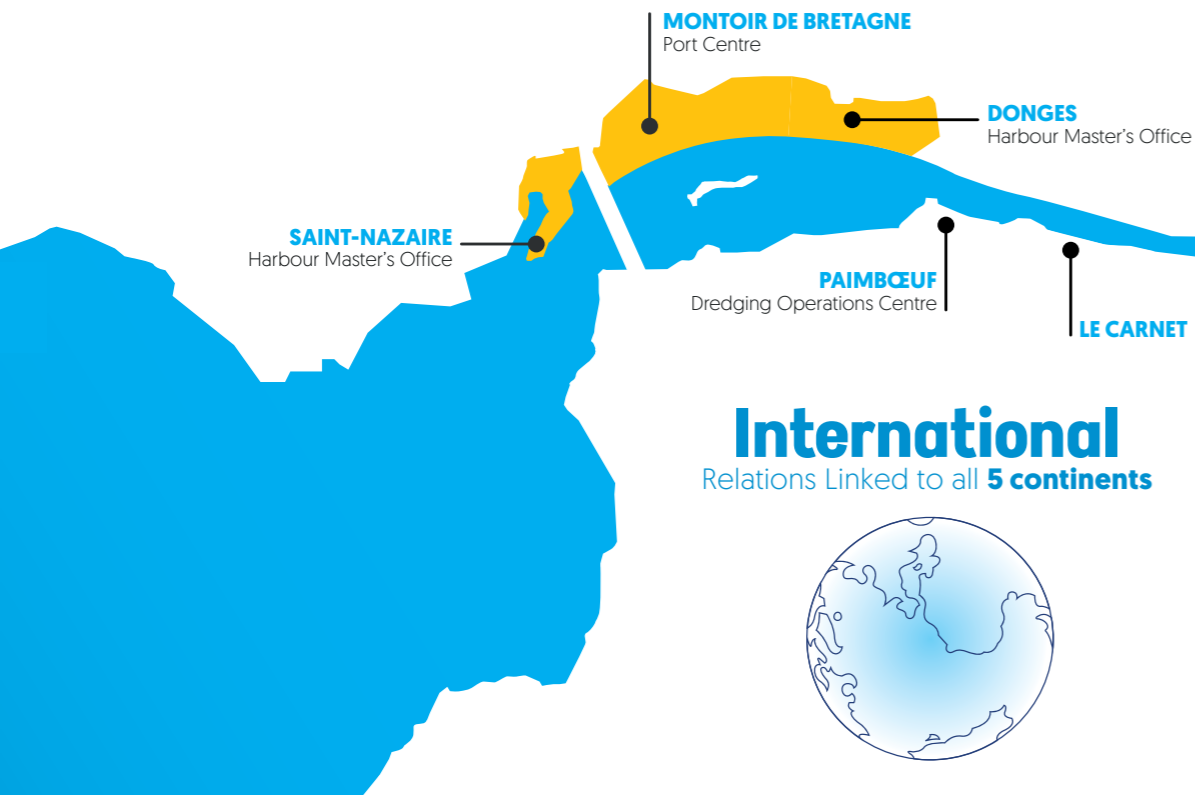 MONTOIR DE BRETAGNE
Port Centre
DONGES
Harbour Master's Office
SAINT-NAZAIRE
Harbour Master's Office
PAIMBŒUF
Dredging Operations Centre
LE CARNET
International
Relations Linked to all 5 continents